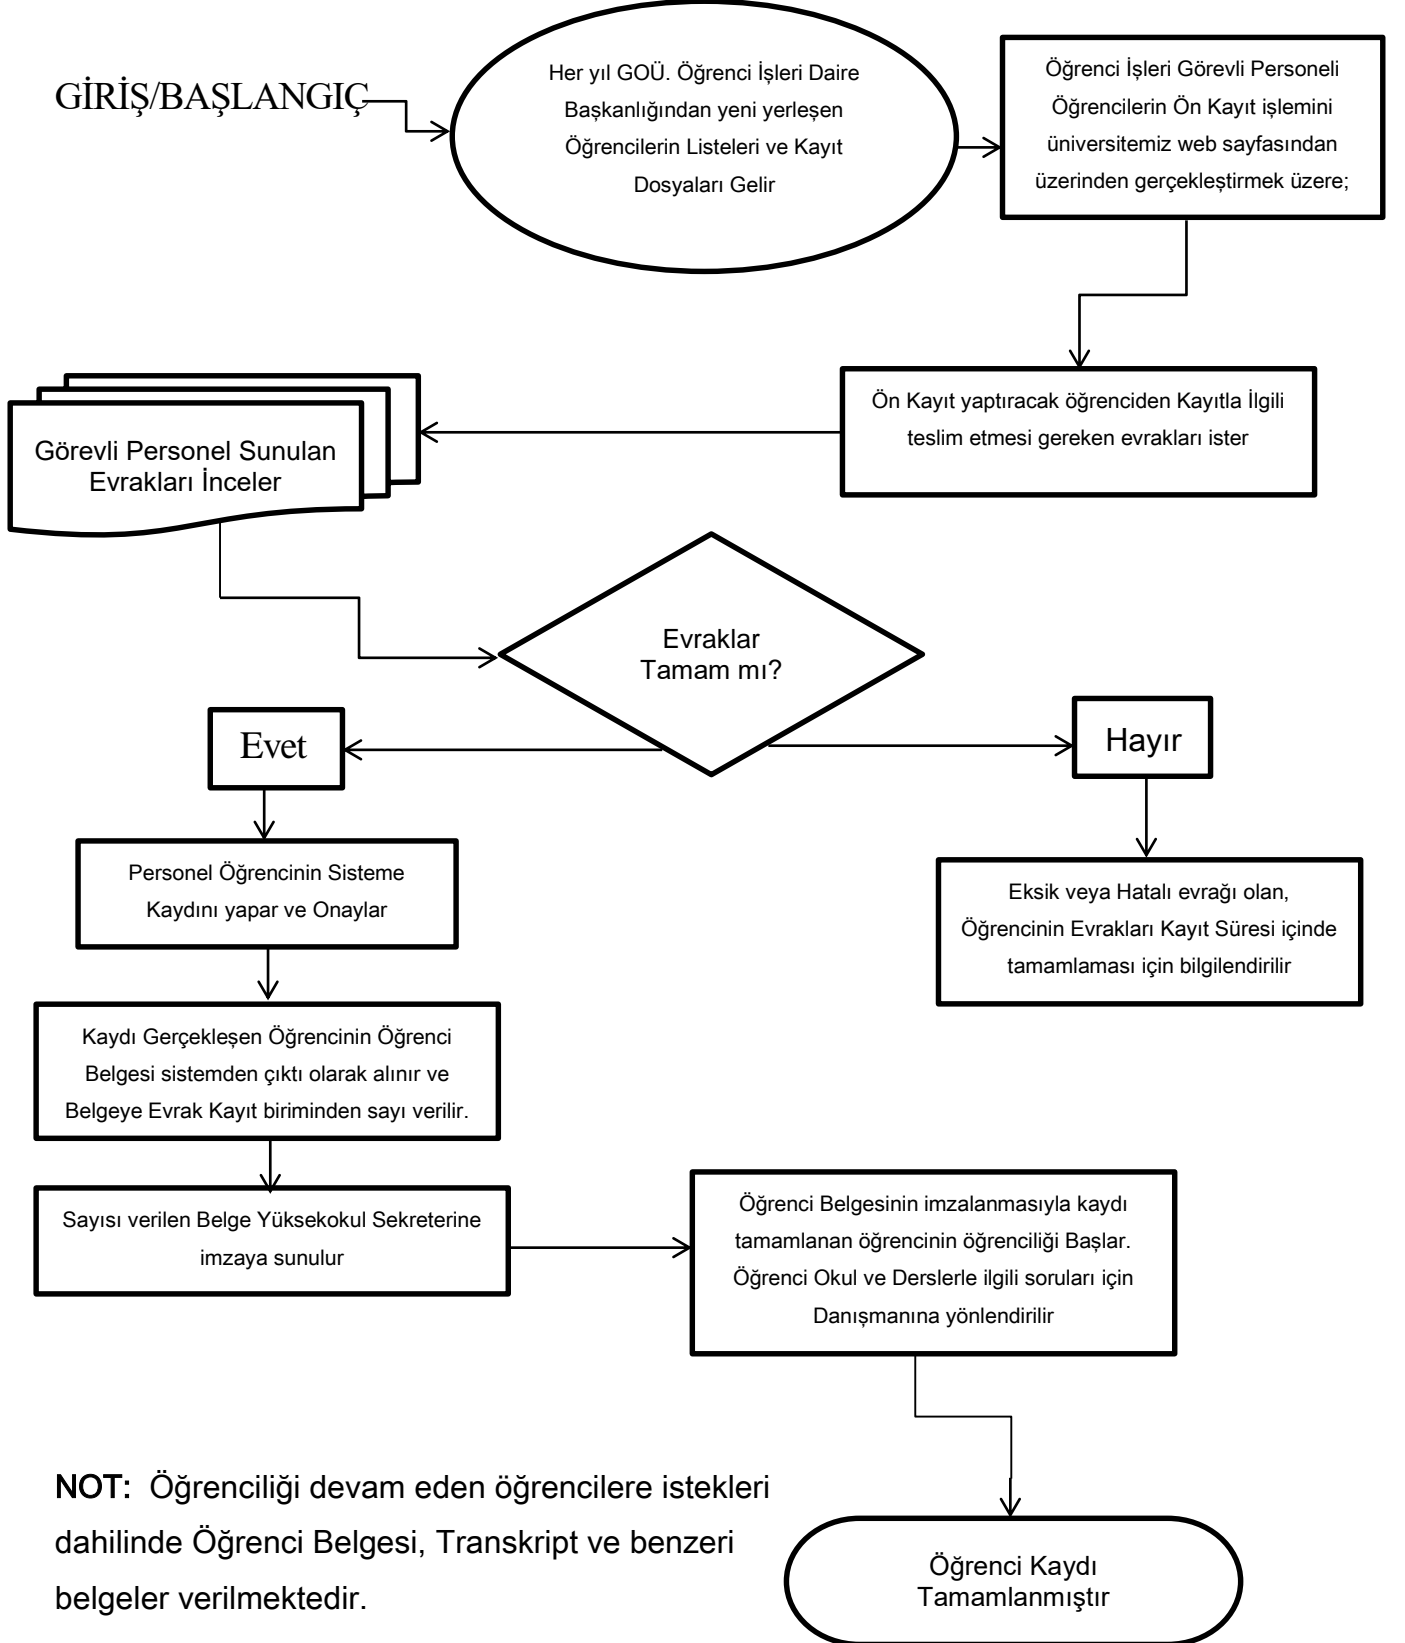 GİRİŞ/BAŞLANGIÇ
Her yıl GOÜ. Öğrenci İşleri Daire
Başkanlığından yeni yerleşen
Öğrencilerin Listeleri ve Kayıt
Dosyaları Gelir
Öğrenci İşleri Görevli Personeli
Öğrencilerin Ön Kayıt işlemini
üniversitemiz web sayfasından
üzerinden gerçekleştirmek üzere;
Ön Kayıt yaptıracak öğrenciden Kayıtla İlgili
teslim etmesi gereken evrakları ister
Görevli Personel Sunulan
Evrakları İnceler
Evraklar
Tamam mı?
Evet
Hayır
Personel Öğrencinin Sisteme
Kaydını yapar ve Onaylar
Eksik veya Hatalı evrağı olan,
Öğrencinin Evrakları Kayıt Süresi içinde
tamamlaması için bilgilendirilir
Kaydı Gerçekleşen Öğrencinin Öğrenci
Belgesi sistemden çıktı olarak alınır ve
Belgeye Evrak Kayıt biriminden sayı verilir.
Sayısı verilen Belge Yüksekokul Sekreterine
imzaya sunulur
Öğrenci Belgesinin imzalanmasıyla kaydı
tamamlanan öğrencinin öğrenciliği Başlar.
Öğrenci Okul ve Derslerle ilgili soruları için
Danışmanına yönlendirilir
NOT: Öğrenciliği devam eden öğrencilere istekleri
dahilinde Öğrenci Belgesi, Transkript ve benzeri
belgeler verilmektedir.
Öğrenci Kaydı
Tamamlanmıştır